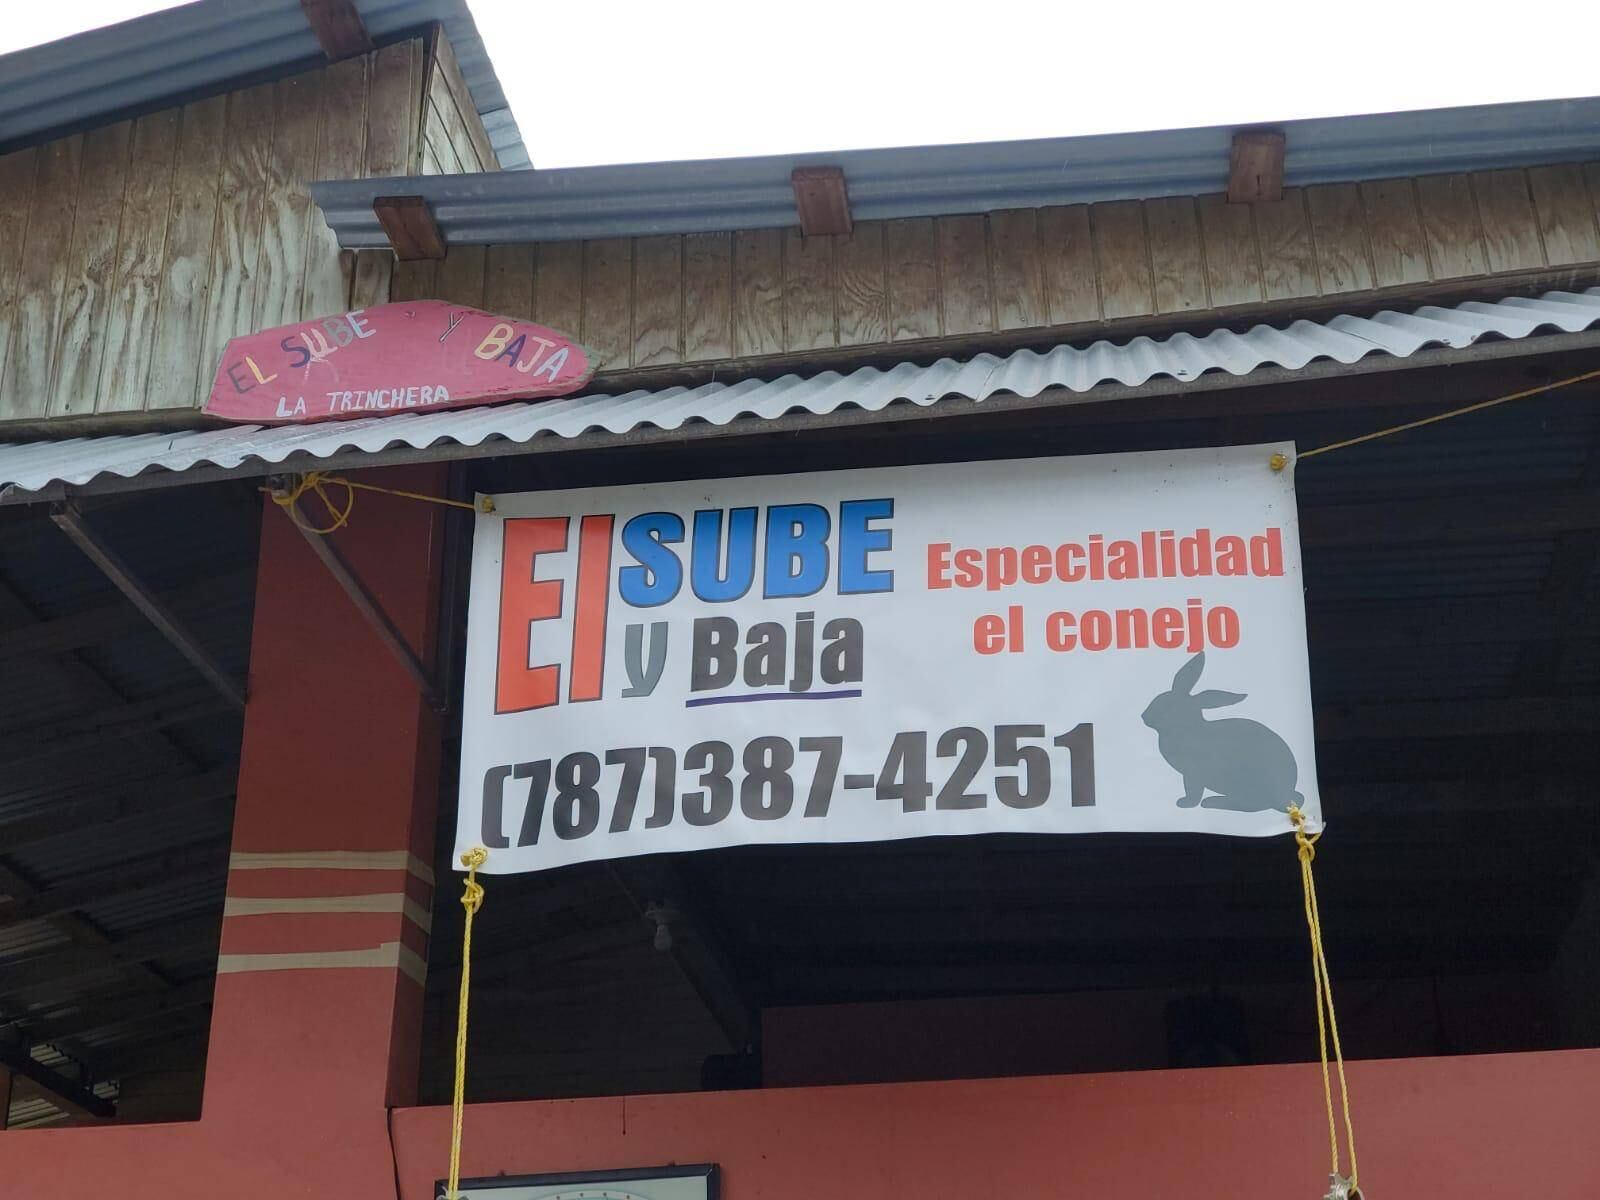 EL SUBE Y BAJA
LA TRINCHERA
El SUBE
y Baja
Especialidad
el conejo
(787)387-4251